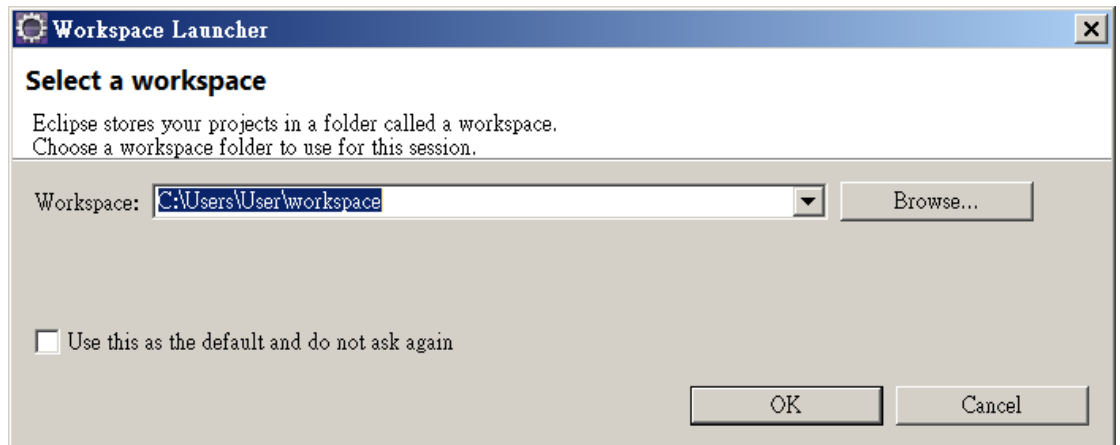 Workspace Launcher
Select a workspace
Eclipse stores your projects in a folder called a workspace.
Choose a workspace folder to use for this session.
Workspace: C:\Users\User\workspace Browse...
Use this as the default and do not ask again
OK Cancel